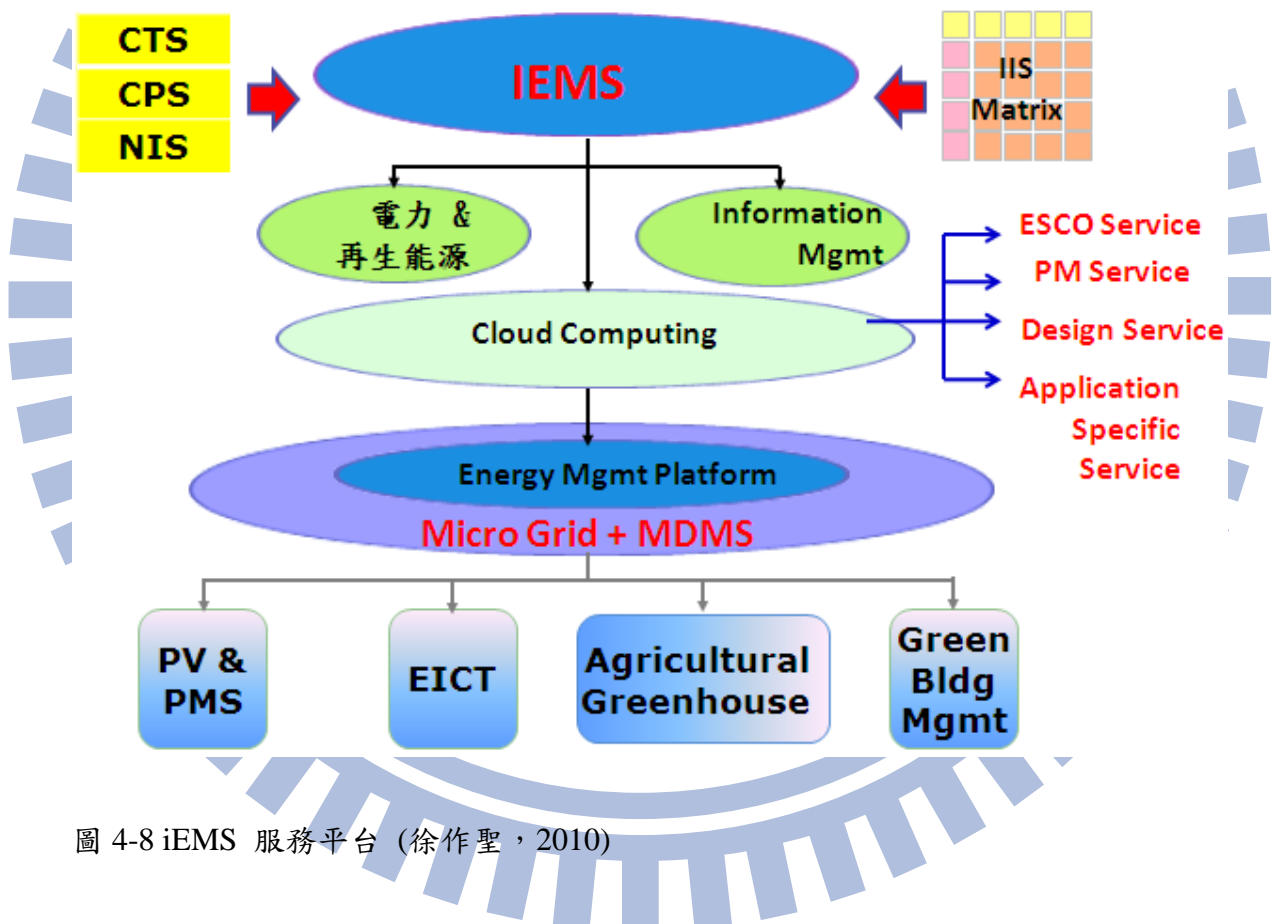 CTS
CPS
NIS
IEMS
IIS
Matrix
電力 &
再生能源
Information
Mgmt
ESCO Service
PM Service
Design Service
Application
Specific
Service
Cloud Computing
Energy Mgmt Platform
Micro Grid + MDMS
PV &
PMS
EICT
Agricultural
Greenhouse
Green
Bldg
Mgmt
圖 4-8 iEMS 服務平台 (徐作聖,2010)